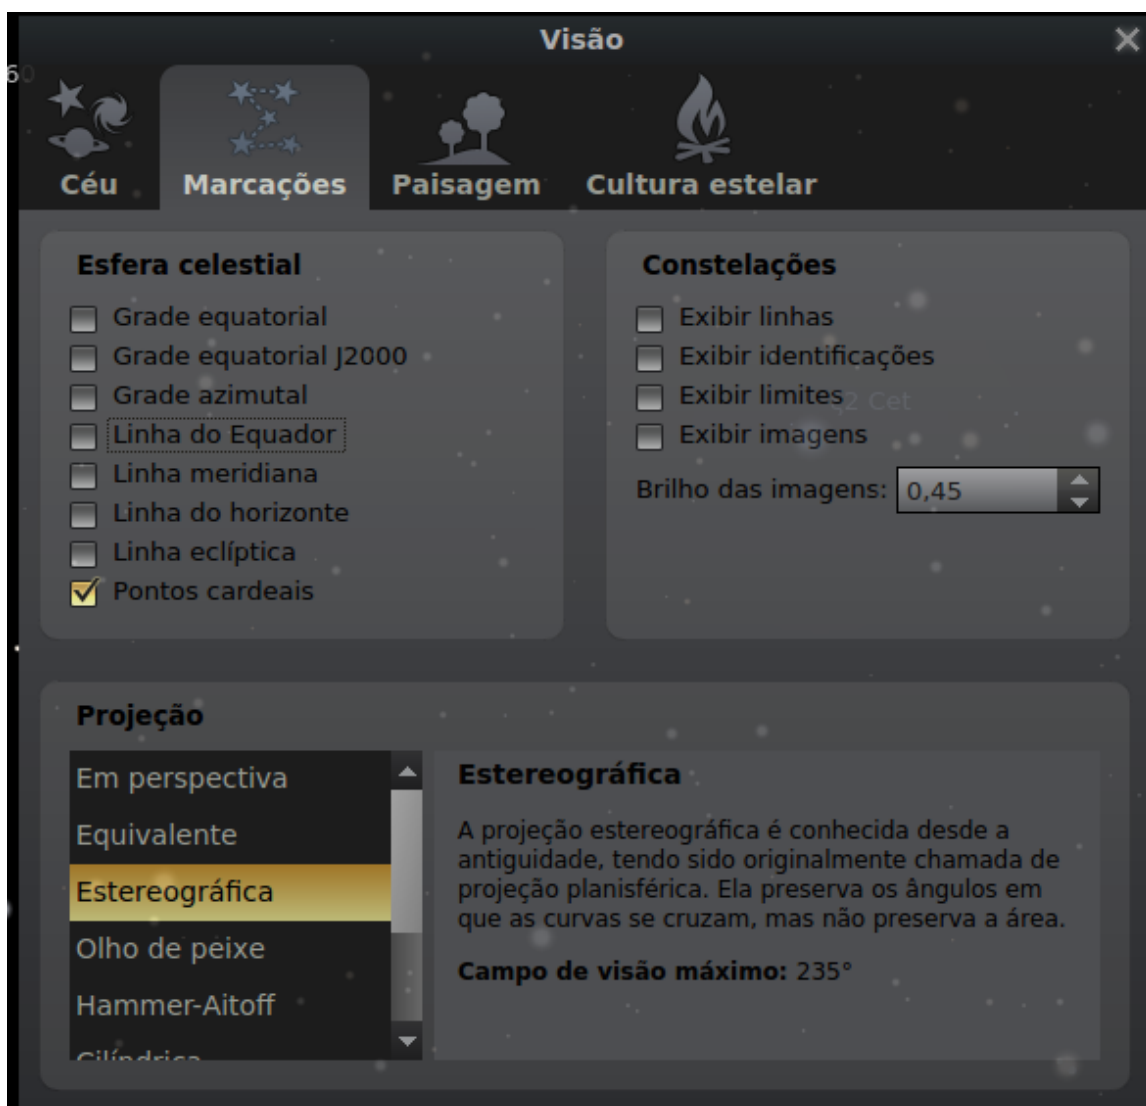 Visão
60
Céu
Marcações
Paisagem
Cultura estelar
Esfera celestial
Grade equatorial
Grade equatorial J2000
Grade azimutal
Linha do Equador
Linha meridiana
Linha do horizonte
Linha eclíptica
Pontos cardeais
Constelações
Exibir linhas
Exibir identificações
Exibir limites
Exibir imagens
Brilho das imagens: 0,45
Projeção
Em perspectiva
Equivalente
Estereográfica
Olho de peixe
Hammer-Aitoff
Cilíndrica
Estereográfica
A projeção estereográfica é conhecida desde a
antiguidade, tendo sido originalmente chamada de
projeção planisférica. Ela preserva os ângulos em
que as curvas se cruzam, mas não preserva a área.
Campo de visão máximo: 235°